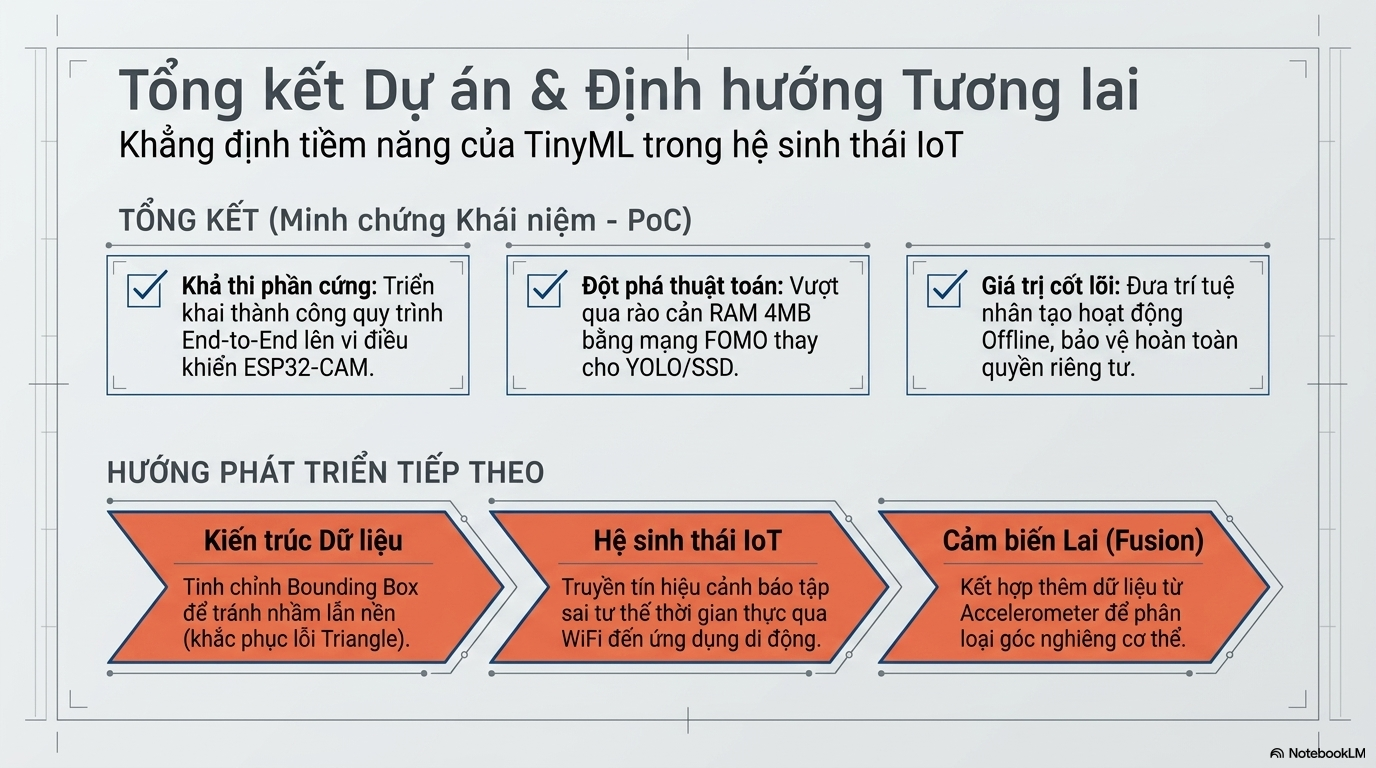 Tổng kết Dự án & Định hướng Tương lai
Khẳng định tiềm năng của TinyML trong hệ sinh thái IoT
TỔNG KẾT (Minh chứng Khái niệm - PoC)
Khả thi phần cứng: Triển
khai thành công quy trình
End-to-End lên vi điều
khiển ESP32-CAM.
Đột phá thuật toán: Vượt
qua rào cản RAM 4MB
bằng mạng FOMO thay
cho YOLO/SSD.
Giá trị cốt lõi: Đưa trí tuệ
nhân tạo hoạt động
Offline, bảo vệ hoàn toàn
quyền riêng tư.
HƯỚNG PHÁT TRIỂN TIẾP THEO
Kiến trúc Dữ liệu
Tinh chỉnh Bounding Box
để tránh nhầm lẫn nền
(khắc phục lỗi Triangle).
Hệ sinh thái IoT
Truyền tín hiệu cảnh báo tập
sai tư thế thời gian thực qua
WiFi đến ứng dụng di động.
Cảm biến Lai (Fusion)
Kết hợp thêm dữ liệu từ
Accelerometer để phân
loại góc nghiêng cơ thể.
NotebookLM